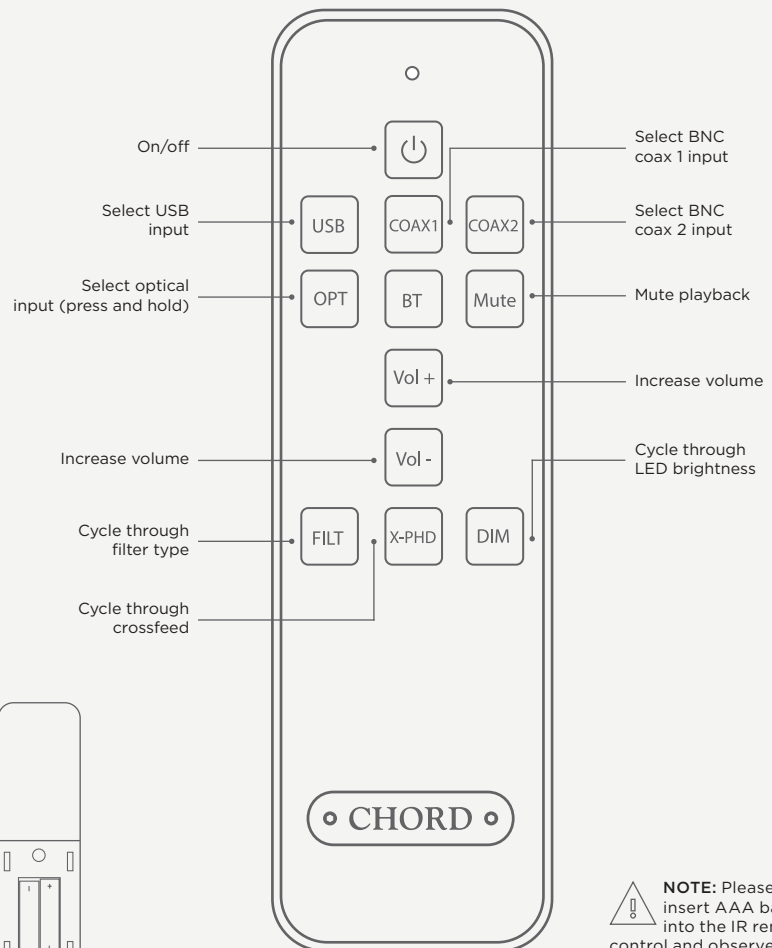 On/off
Select USB
input
Select optical
input (press and hold)
Increase volume
Cycle through
filter type
Cycle through
crossfeed
USB
COAX1
COAX2
OPT
BT
Mute
Vol +
Vol -
FILT
X-PHD
DIM
CHORD
Select BNC
coax 1 input
Select BNC
coax 2 input
Mute playback
Increase volume
Cycle through
LED brightness
- +
NOTE: Please
insert AAA ba
into the IR rem
control and observe